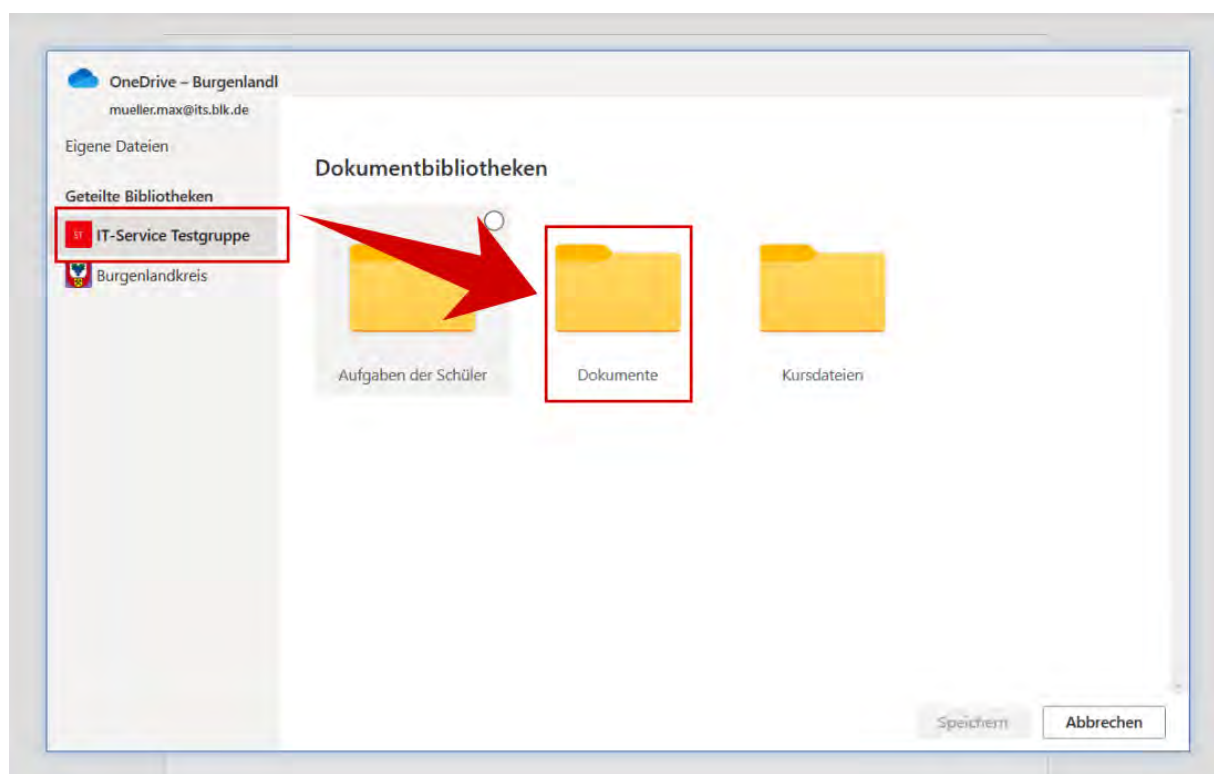 OneDrive – Burgenlandl
mueller.max@its.blk.de
Eigene Dateien
Geteilte Bibliotheken
IT-Service Testgruppe
Burgenlandkreis
Dokumentbibliotheken
Aufgaben der Schüler
Dokumente
Kursdateien
Speichern
Abbrechen